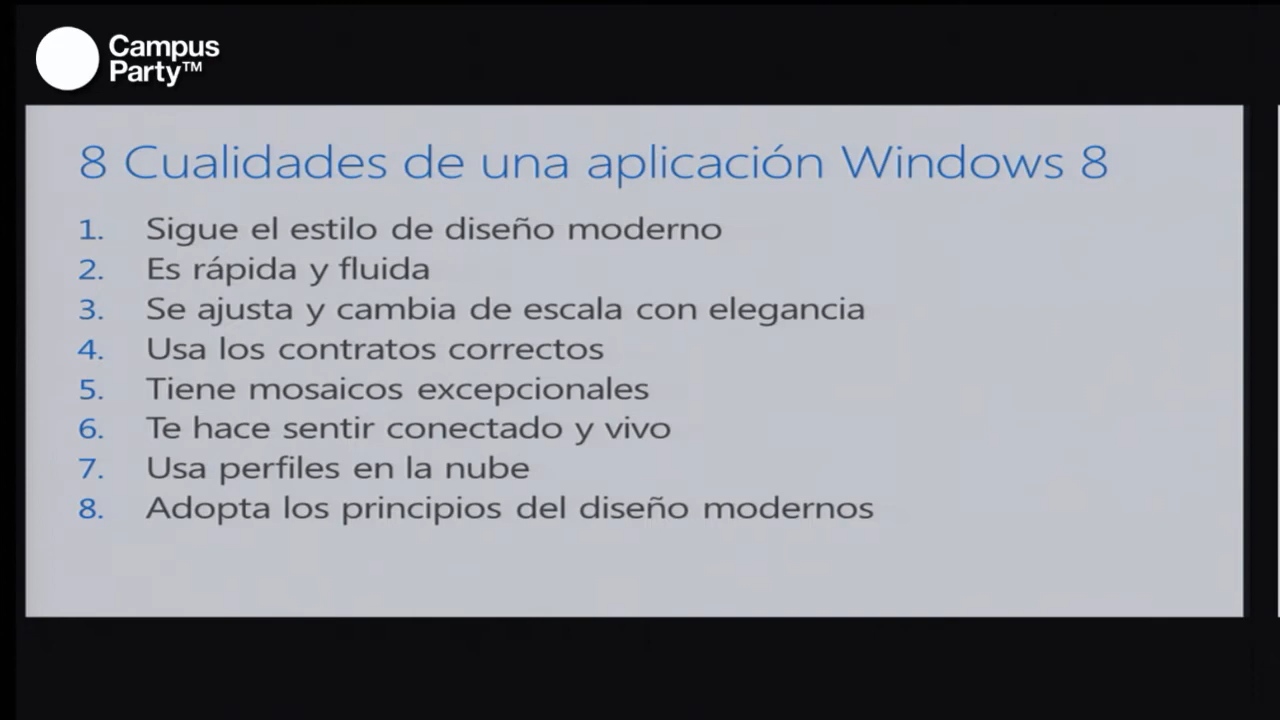 Campus
Party™
8 Cualidades de una aplicación Windows 8
1. Sigue el estilo de diseño moderno
2. Es rápida y fluida
3. Se ajusta y cambia de escala con elegancia
4. Usa los contratos correctos
5. Tiene mosaicos excepcionales
6. Te hace sentir conectado y vivo
7. Usa perfiles en la nube
8. Adopta los principios del diseño modernos